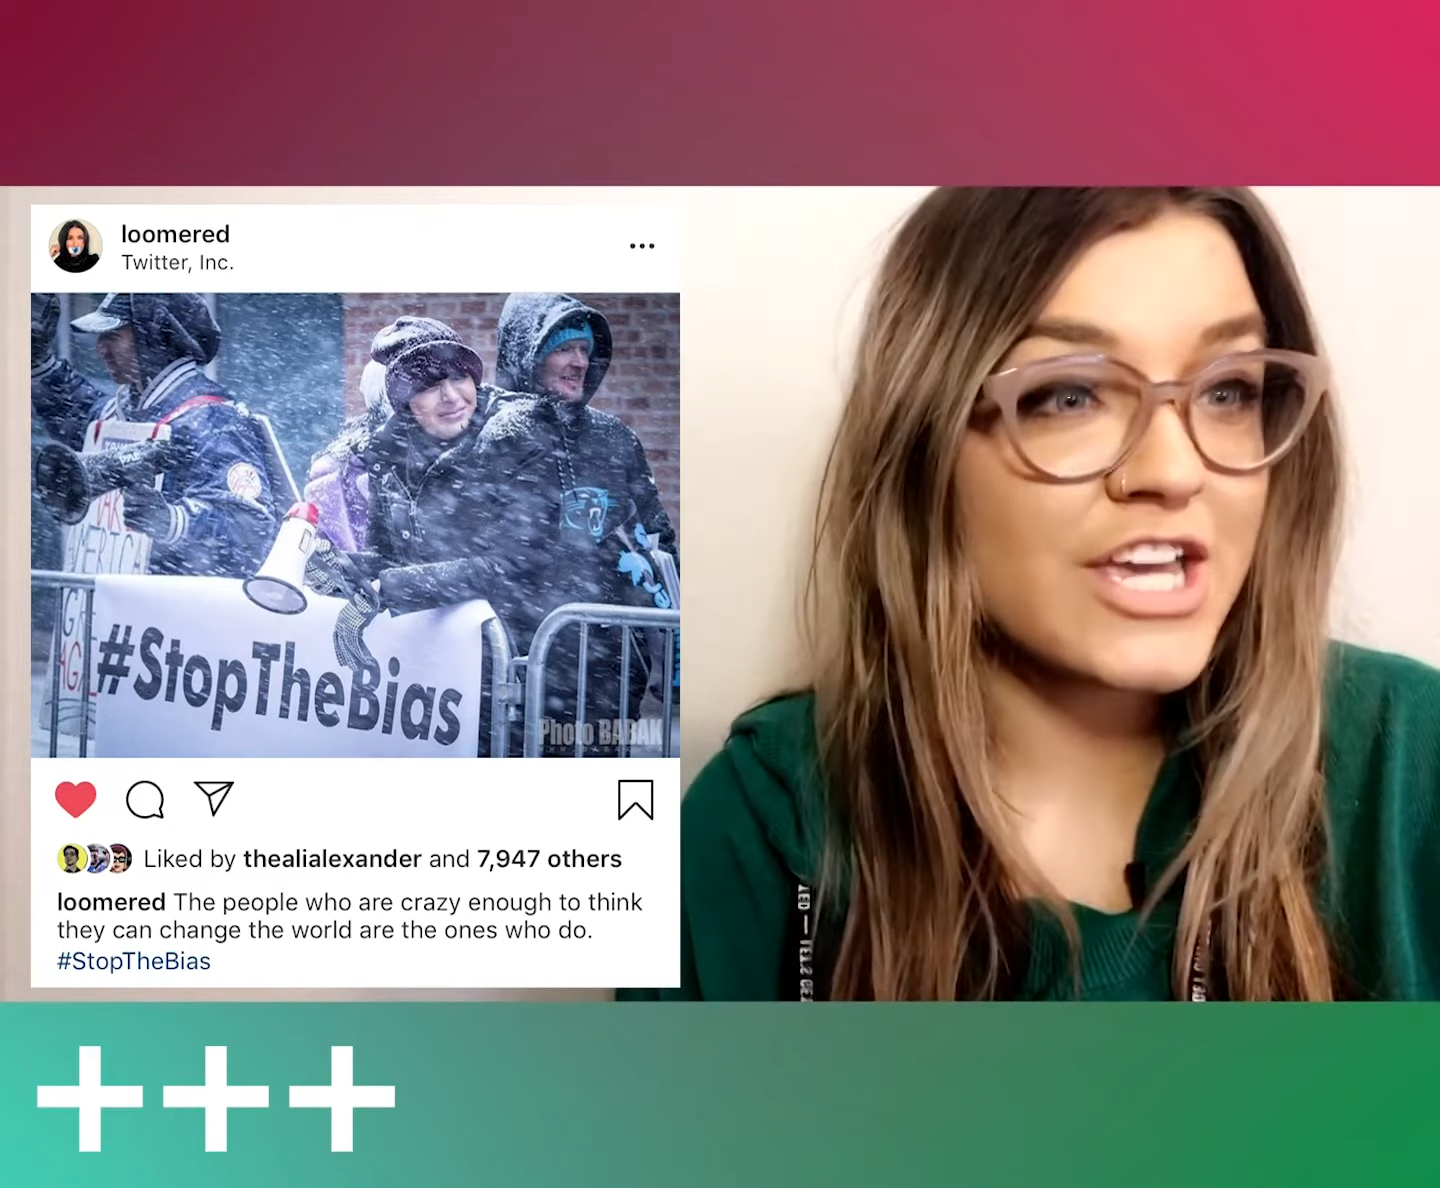 loomered
Twitter, Inc.
#StopTheBias
Photo BABAK
Liked by thealialexander and 7,947 others
loomered The people who are crazy enough to think
they can change the world are the ones who do.
#StopTheBias